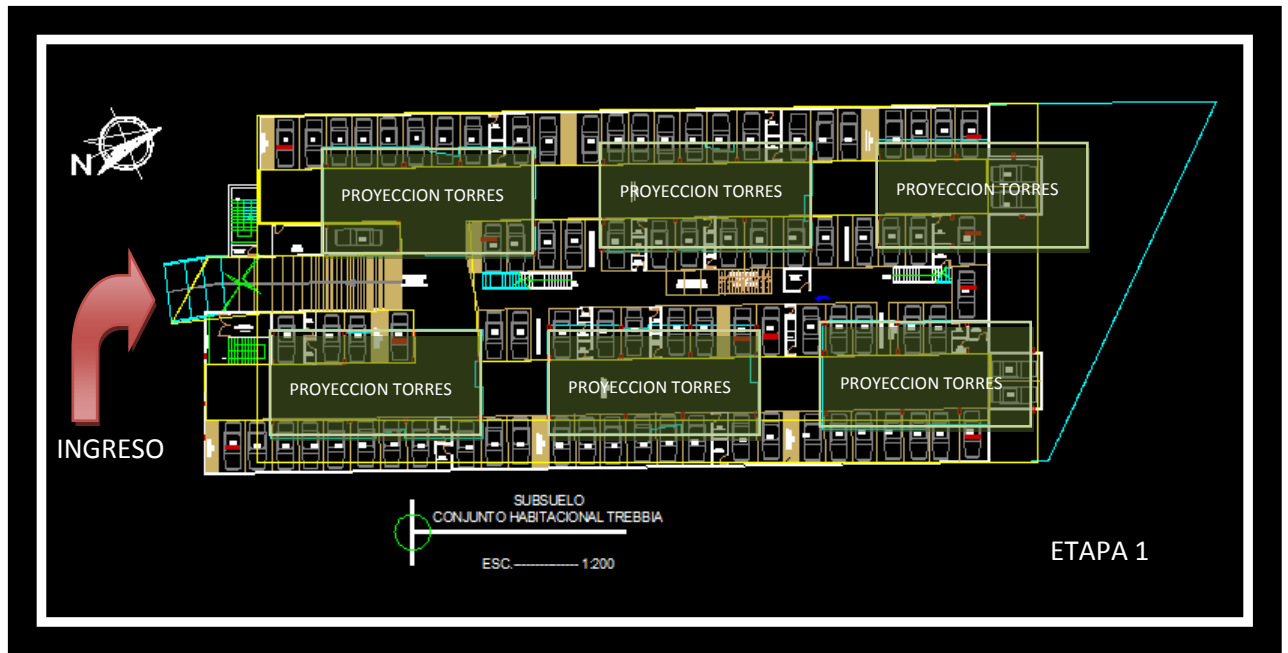 N
PROYECCION TORRES
PROYECCION TORRES
PROYECCION TORRES
PROYECCION TORRES
PROYECCION TORRES
PROYECCION TORRES
INGRESO
SUBSUELO
CONJUNTO HABITACIONAL TREBBIA
ESC.-------------- 1:200
ETAPA 1